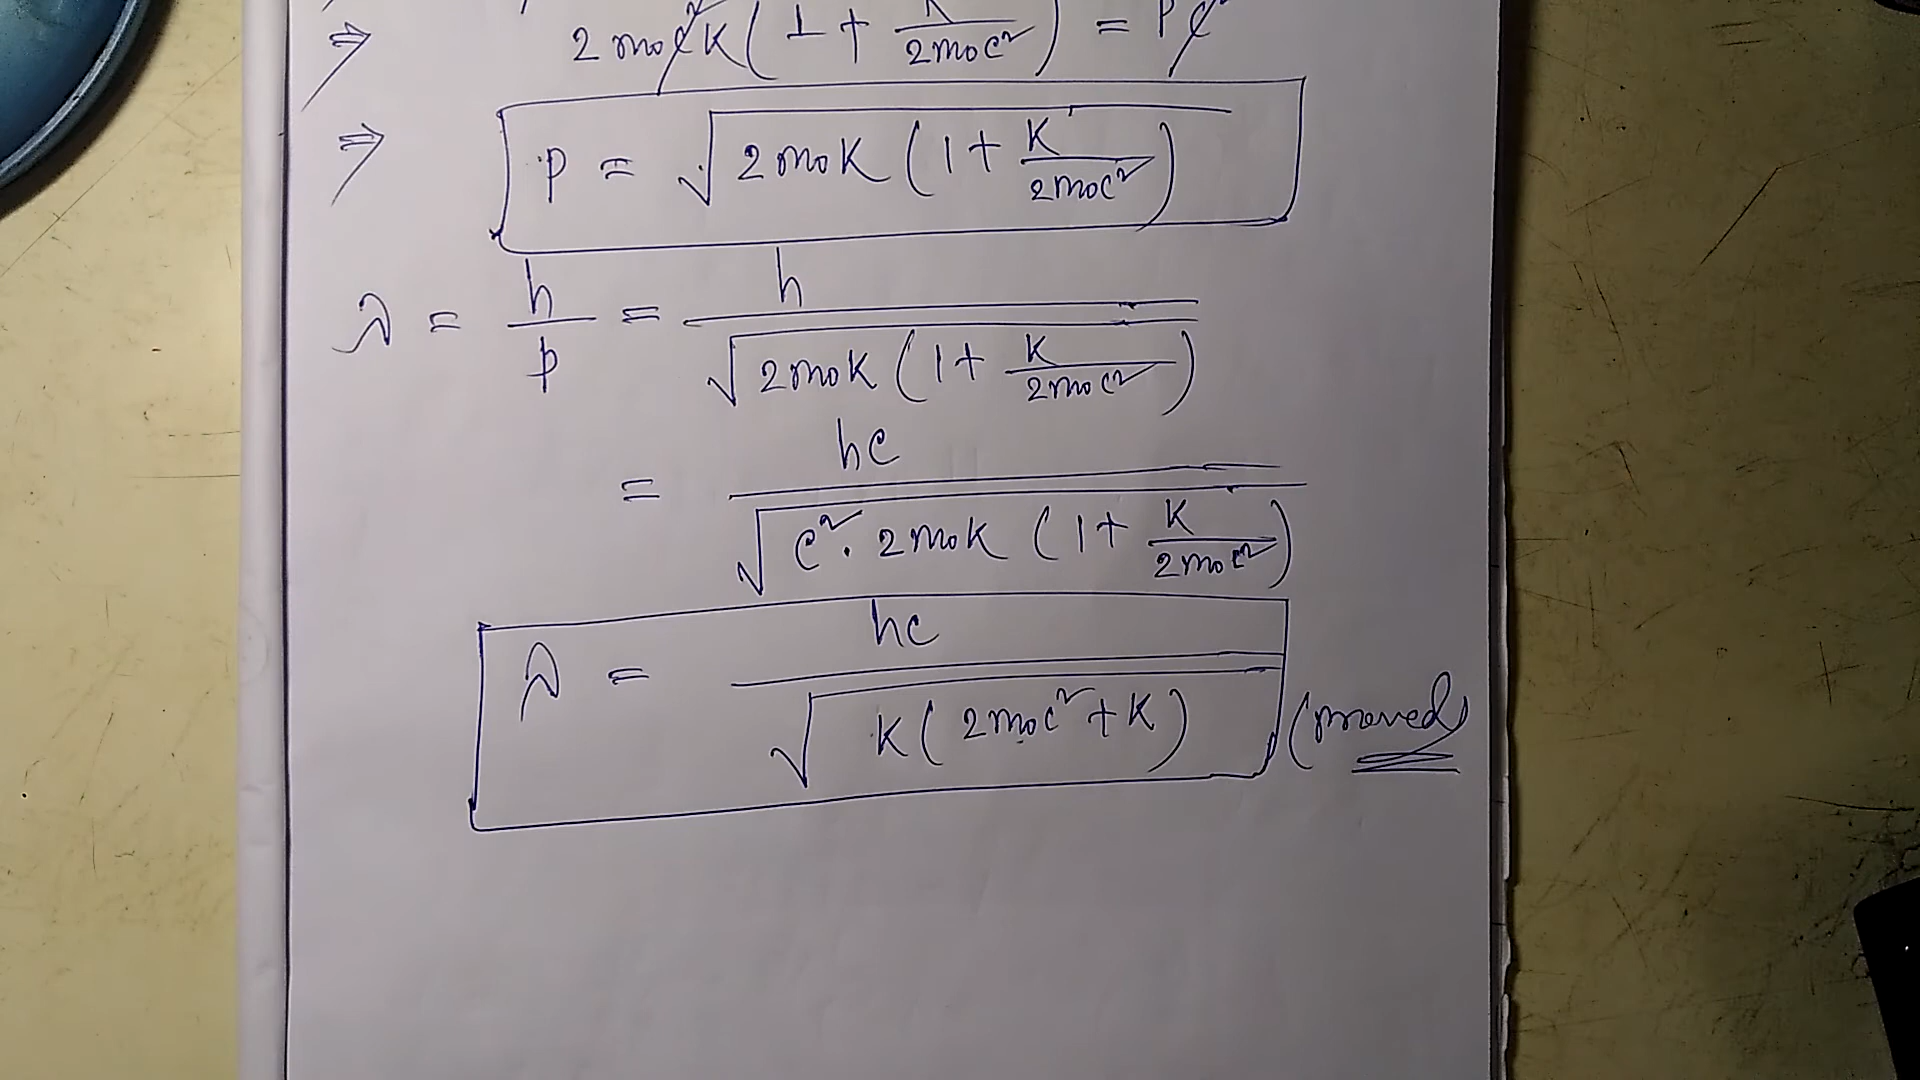 ⇒ 2m₀c²K(1 + K/2m₀c²) = p²c²
⇒ p = √(2m₀K(1 + K/2m₀c²))
λ = h/p = h/√(2m₀K(1 + K/2m₀c²))
= hc/√(c².2m₀K(1 + K/2m₀c²))
λ = hc/√(K(2m₀c² + K)) (proved)